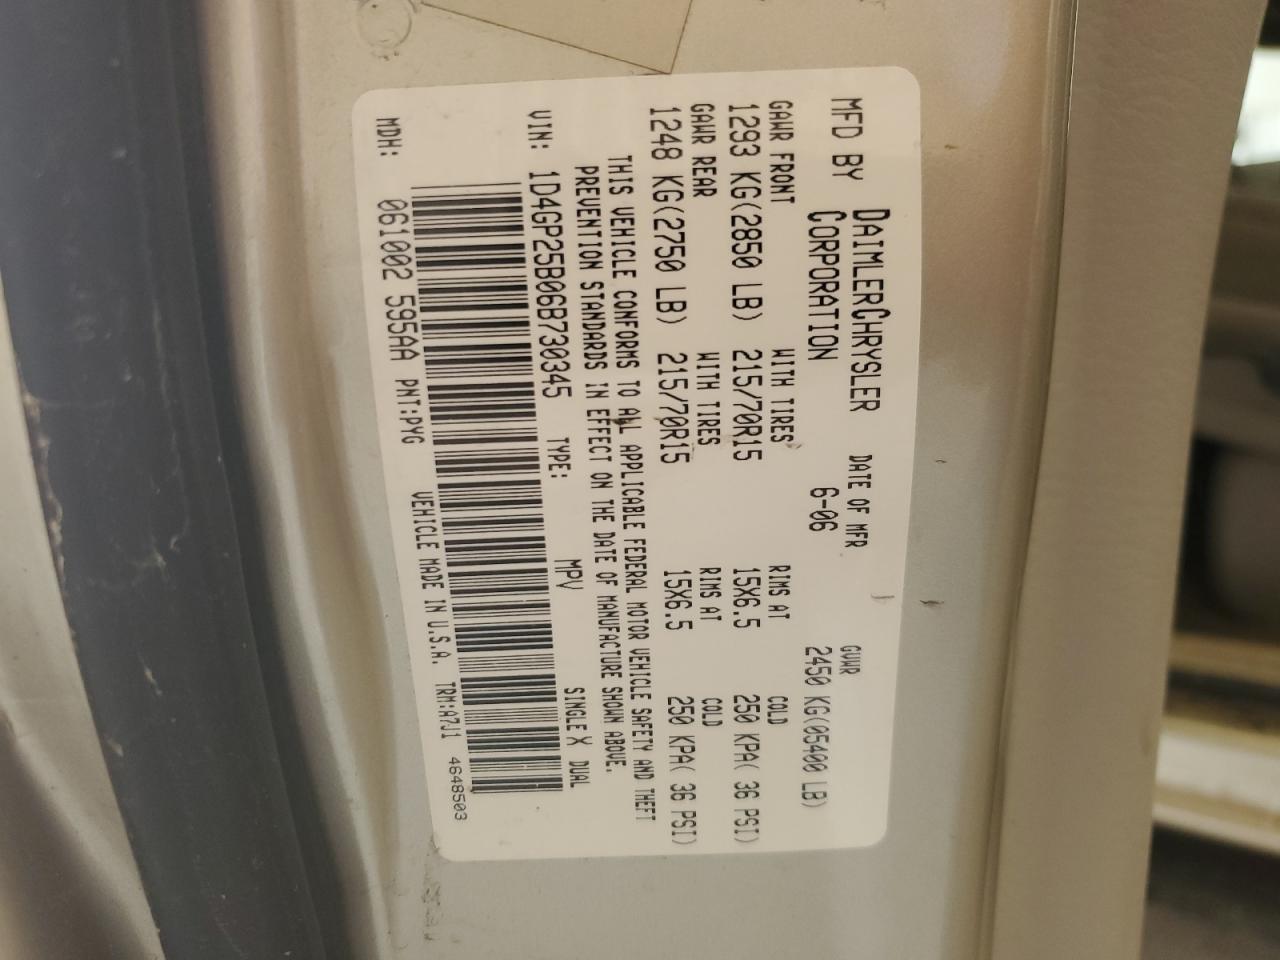 MFD BY DAIMLERCHRYSLER CORPORATION DATE OF MFR 6-06 GVWR 2450 KG(05400 LB)
GAWR FRONT WITH TIRES RIMS AT COLD
1293 KG(2850 LB) 215/70R15 15X6.5 250 KPA( 36 PSI)
GAWR REAR WITH TIRES RIMS AT COLD
1248 KG(2750 LB) 215/70R15 15X6.5 250 KPA( 36 PSI)
THIS VEHICLE CONFORMS TO ALL APPLICABLE FEDERAL MOTOR VEHICLE SAFETY AND THEFT
PREVENTION STANDARDS IN EFFECT ON THE DATE OF MANUFACTURE SHOWN ABOVE.
VIN: 1D4GP25B06B730345 TYPE: MPV SINGLE X DUAL
MDH: 061002 595AA PNT:PYG VEHICLE MADE IN U.S.A. TRM:A7J1 4648503